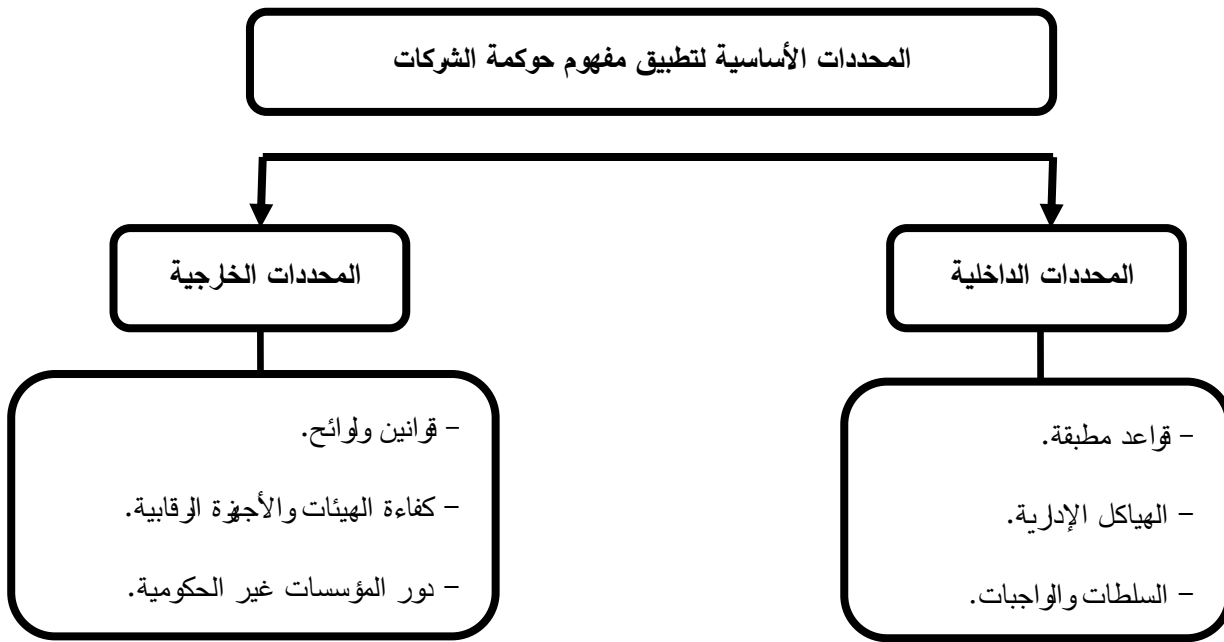 المحددات الأساسية لتطبيق مفهوم حوكمة الشركات
المحددات الداخلية
المحددات الخارجية
- قواعد مطبقة.
- الهياكل الإدارية.
- السلطات والواجبات.
- قوانين ولوائح.
- كفاءة الهيئات والأجهزة الرقابية.
- دور المؤسسات غير الحكومية.